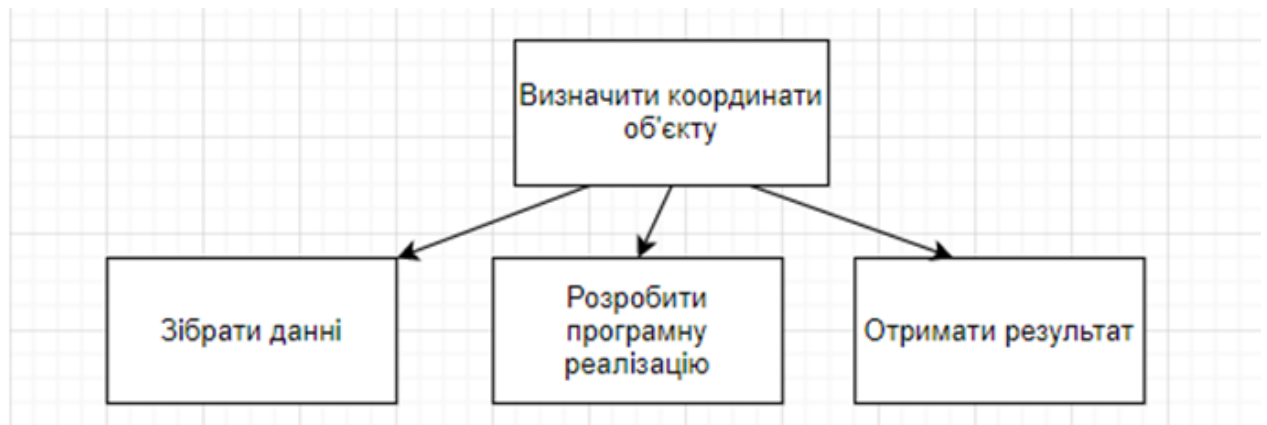 Визначити координати
об'єкту
Зібрати данні
Розробити
програмну
реалізацію
Отримати результат